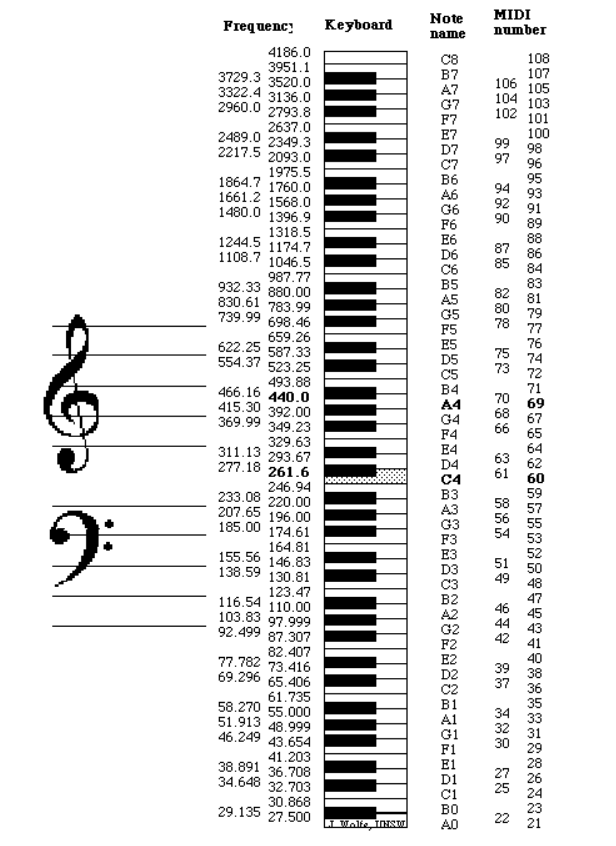 Frequency Keyboard Note name MIDI number
4186.0 C8 108
3951.1 B7 107
3729.3 106
3520.0 A7 105
3322.4 104
3136.0 G7 103
2960.0 102
2793.8 F7 101
2637.0 E7 100
2489.0 99
2349.3 D7 98
2217.5 97
2093.0 C7 96
1975.5 B6 95
1864.7 94
1760.0 A6 93
1661.2 92
1568.0 G6 91
1480.0 90
1396.9 F6 89
1318.5 E6 88
1244.5 87
1174.7 D6 86
1108.7 85
1046.5 C6 84
987.77 B5 83
932.33 82
880.00 A5 81
830.61 80
783.99 G5 79
739.99 78
698.46 F5 77
659.26 E5 76
622.25 75
587.33 D5 74
554.37 73
523.25 C5 72
493.88 B4 71
466.16 70
440.0 A4 69
415.30 68
392.00 G4 67
369.99 66
349.23 F4 65
329.63 E4 64
311.13 63
293.67 D4 62
277.18 61
261.6 C4 60
246.94 B3 59
233.08 58
220.00 A3 57
207.65 56
196.00 G3 55
185.00 54
174.61 F3 53
164.81 E3 52
155.56 51
146.83 D3 50
138.59 49
130.81 C3 48
123.47 B2 47
116.54 46
110.00 A2 45
103.83 44
97.999 G2 43
92.499 42
87.307 F2 41
82.407 E2 40
77.782 39
73.416 D2 38
69.296 37
65.406 C2 36
61.735 B1 35
58.270 34
55.000 A1 33
51.913 32
48.999 G1 31
46.249 30
43.654 F1 29
41.203 E1 28
38.891 27
36.708 D1 26
34.648 25
32.703 C1 24
30.868 B0 23
29.135 22
27.500 A0 21
J. Wolfe, UNSW